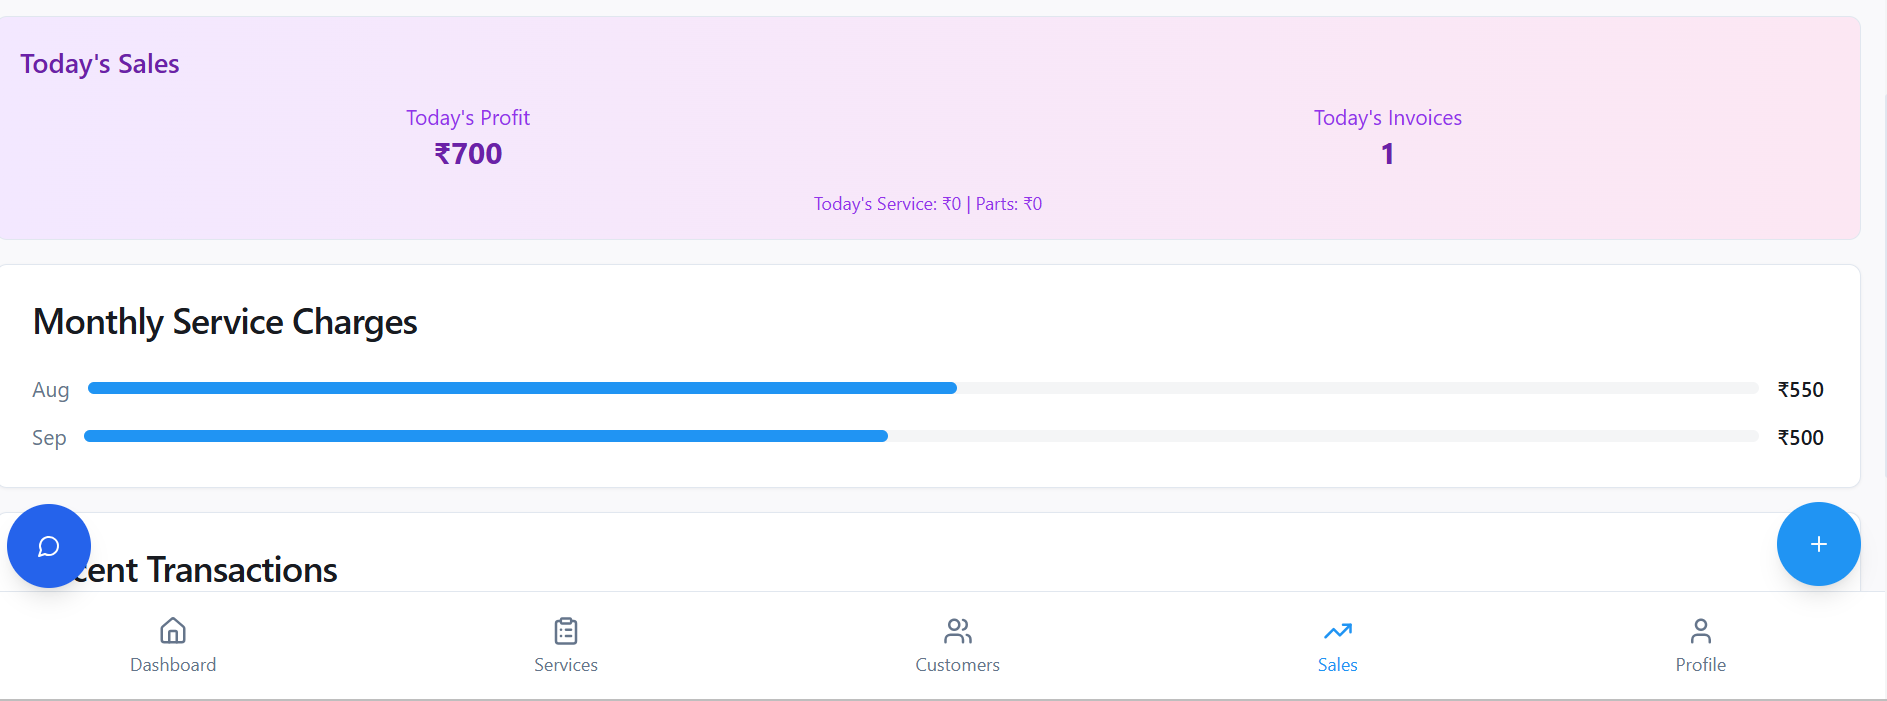 Today's Sales
Today's Profit
₹700
Today's Invoices
1
Today's Service: ₹0 | Parts: ₹0
Monthly Service Charges
Aug ₹550
Sep ₹500
cent Transactions
Dashboard
Services
Customers
Sales
Profile